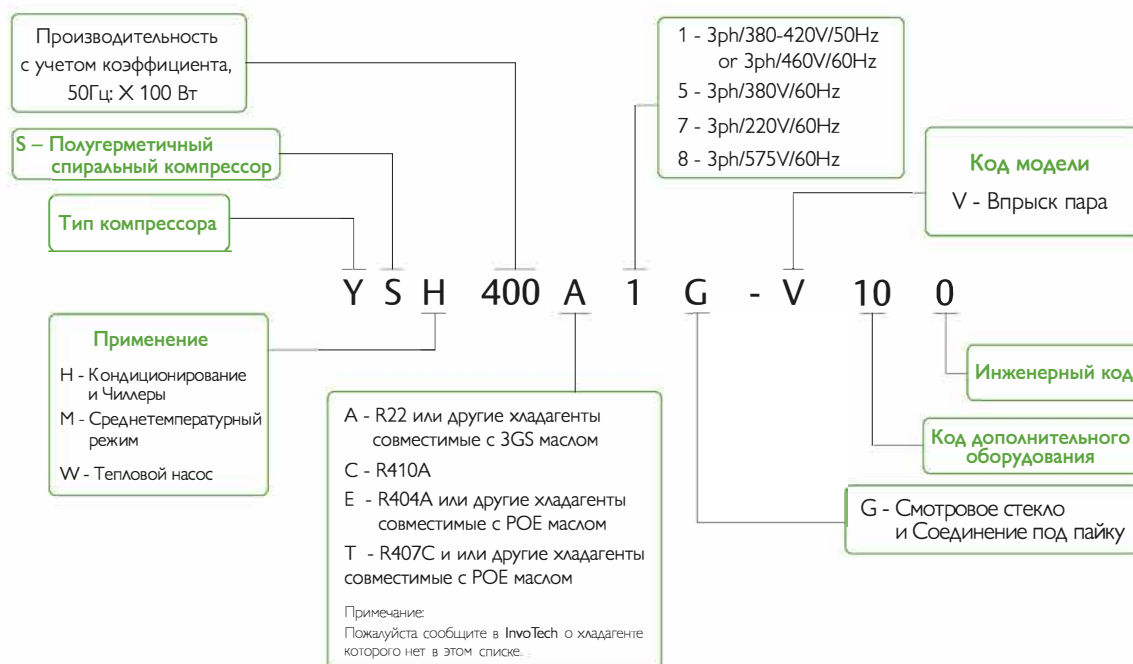 Производительность
с учетом коэффициента,
50Гц: X 100 Вт
S – Полугерметичный
спиральный компрессор
Тип компрессора
1 - 3ph/380-420V/50Hz
or 3ph/460V/60Hz
5 - 3ph/380V/60Hz
7 - 3ph/220V/60Hz
8 - 3ph/575V/60Hz
Код модели
V - Впрыск пара
Y S H 400 A 1 G - V 10 0
Применение
H - Кондиционирование
и Чиллеры
M - Среднетемпературный
режим
W - Тепловой насос
A - R22 или другие хладагенты
совместимые с 3GS маслом
C - R410A
E - R404A или другие хладагенты
совместимые с POE маслом
T - R407C и или другие хладагенты
совместимые с POE маслом
Примечание:
Пожалуйста сообщите в InvoTech о хладагенте
которого нет в этом списке.
Инженерный код
Код дополнительного
оборудования
G - Смотровое стекло
и Соединение под пайку